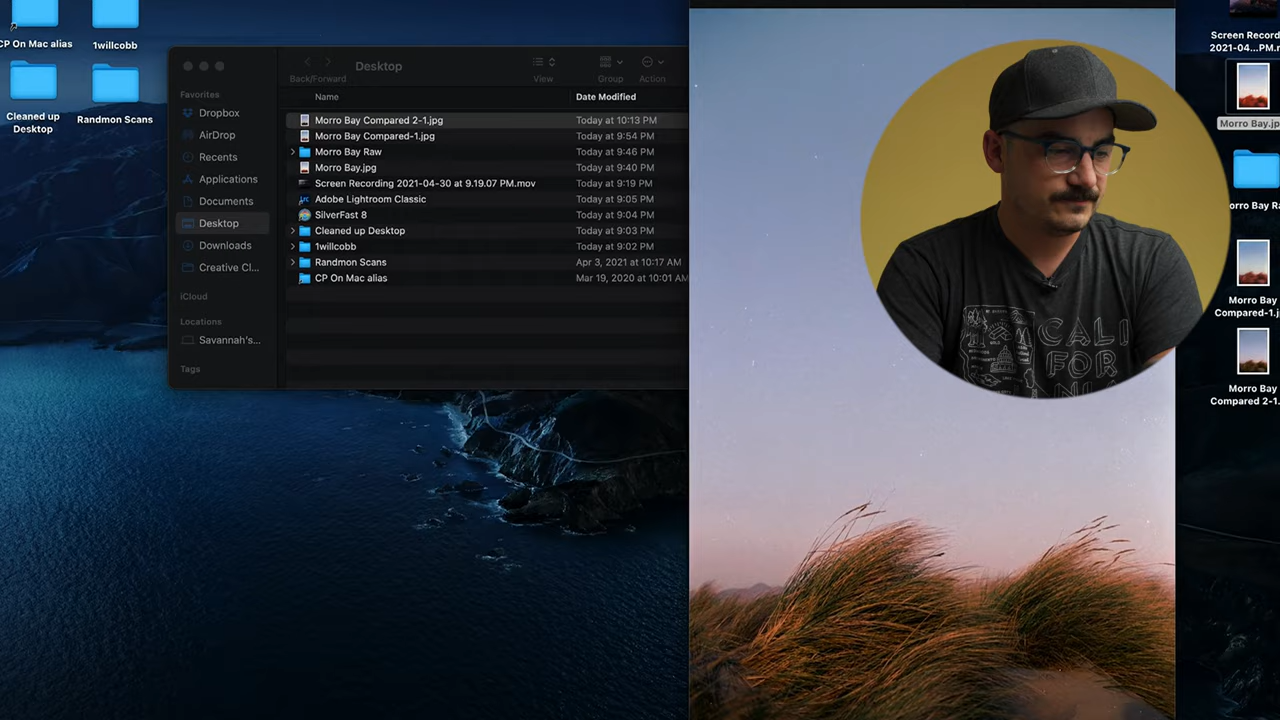 CP On Mac alias
1willcobb
Cleaned up
Desktop
Randmon Scans
Back/Forward
Desktop
View
Group
Action
Favorites
Dropbox
AirDrop
Recents
Applications
Documents
Desktop
Downloads
Creative Cl...
iCloud
Locations
Savannah's...
Tags
Name
Date Modified
Morro Bay Compared 2-1.jpg
Today at 10:13 PM
Morro Bay Compared-1.jpg
Today at 9:54 PM
Morro Bay Raw
Today at 9:46 PM
Morro Bay.jpg
Today at 9:40 PM
Screen Recording 2021-04-30 at 9.19.07 PM.mov
Today at 9:19 PM
Adobe Lightroom Classic
Today at 9:05 PM
SilverFast 8
Today at 9:04 PM
Cleaned up Desktop
Today at 9:03 PM
1willcobb
Today at 9:02 PM
Randmon Scans
Apr 3, 2021 at 10:17 AM
CP On Mac alias
Mar 19, 2020 at 10:01 AM
CALI
FOR
NIA
Screen Record
2021-04...PM.m
Morro Bay.jp
orro Bay Ra
Morro Bay
Compared-1.j
Morro Bay
Compared 2-1.